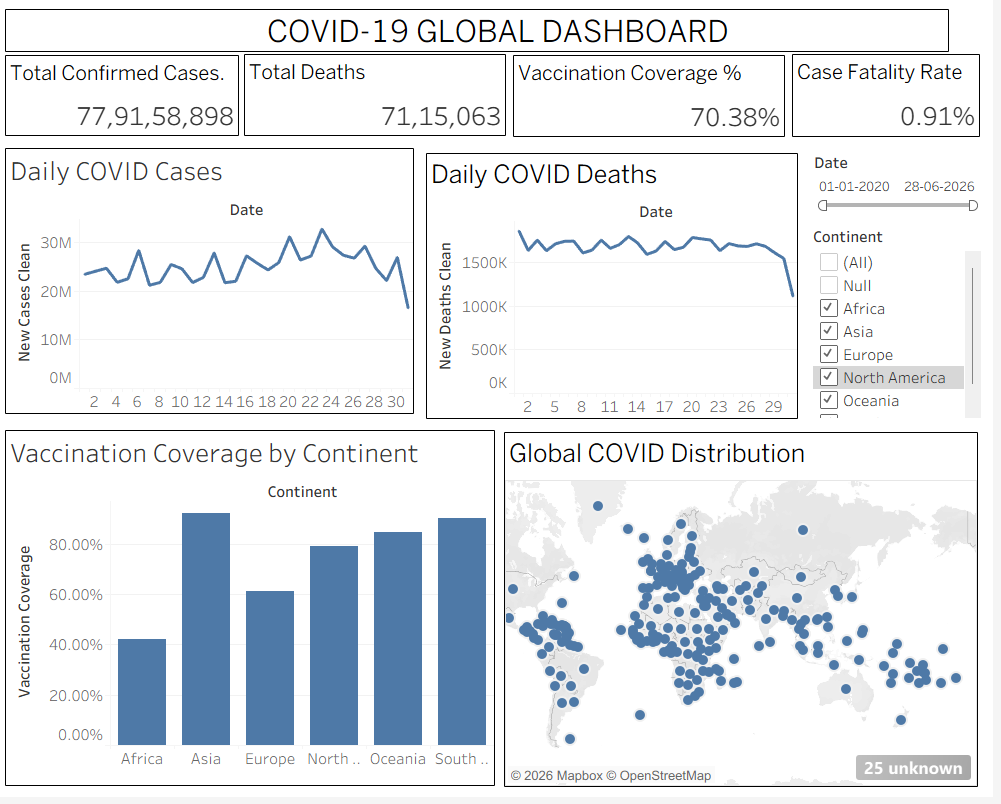 COVID-19 GLOBAL DASHBOARD
Total Confirmed Cases.
77,91,58,898
Total Deaths
71,15,063
Vaccination Coverage %
70.38%
Case Fatality Rate
0.91%
Daily COVID Cases
Date
New Cases Clean
30M
20M
10M
0M
2 4 6 8 10 12 14 16 18 20 22 24 26 28 30
Daily COVID Deaths
Date
New Deaths Clean
1500K
1000K
500K
0K
2 5 8 11 14 17 20 23 26 29
Date
01-01-2020 28-06-2026
Continent
(All)
Null
Africa
Asia
Europe
North America
Oceania
Vaccination Coverage by Continent
Continent
Vaccination Coverage
80.00%
60.00%
40.00%
20.00%
0.00%
Africa Asia Europe North .. Oceania South ..
Global COVID Distribution
© 2026 Mapbox © OpenStreetMap
25 unknown